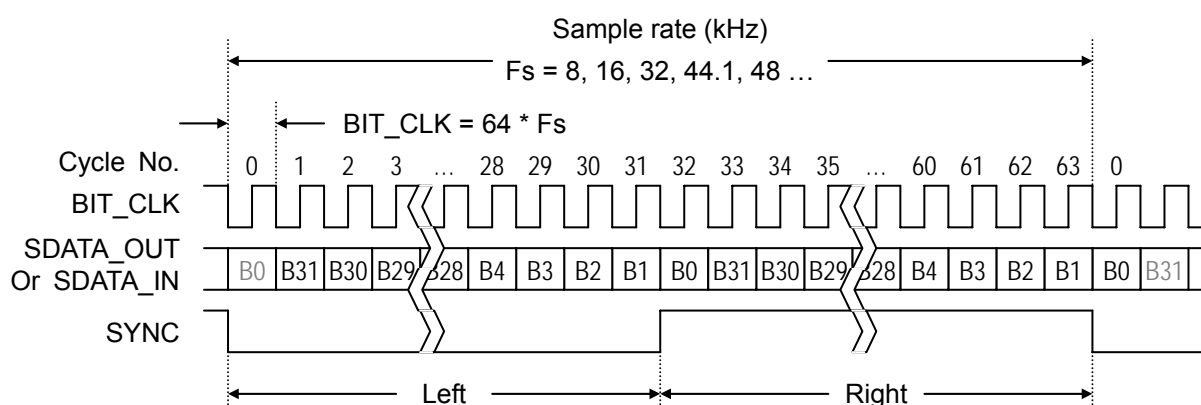 Sample rate (kHz)
Fs = 8, 16, 32, 44.1, 48 ...
BIT_CLK = 64 * Fs
Cycle No. 0 1 2 3 ... 28 29 30 31 32 33 34 35 ... 60 61 62 63 0
BIT_CLK
SDATA_OUT
Or SDATA_IN
B0 B31 B30 B29 B28 B4 B3 B2 B1 B0 B31 B30 B29 B28 B4 B3 B2 B1 B0 B31
SYNC
Left Right